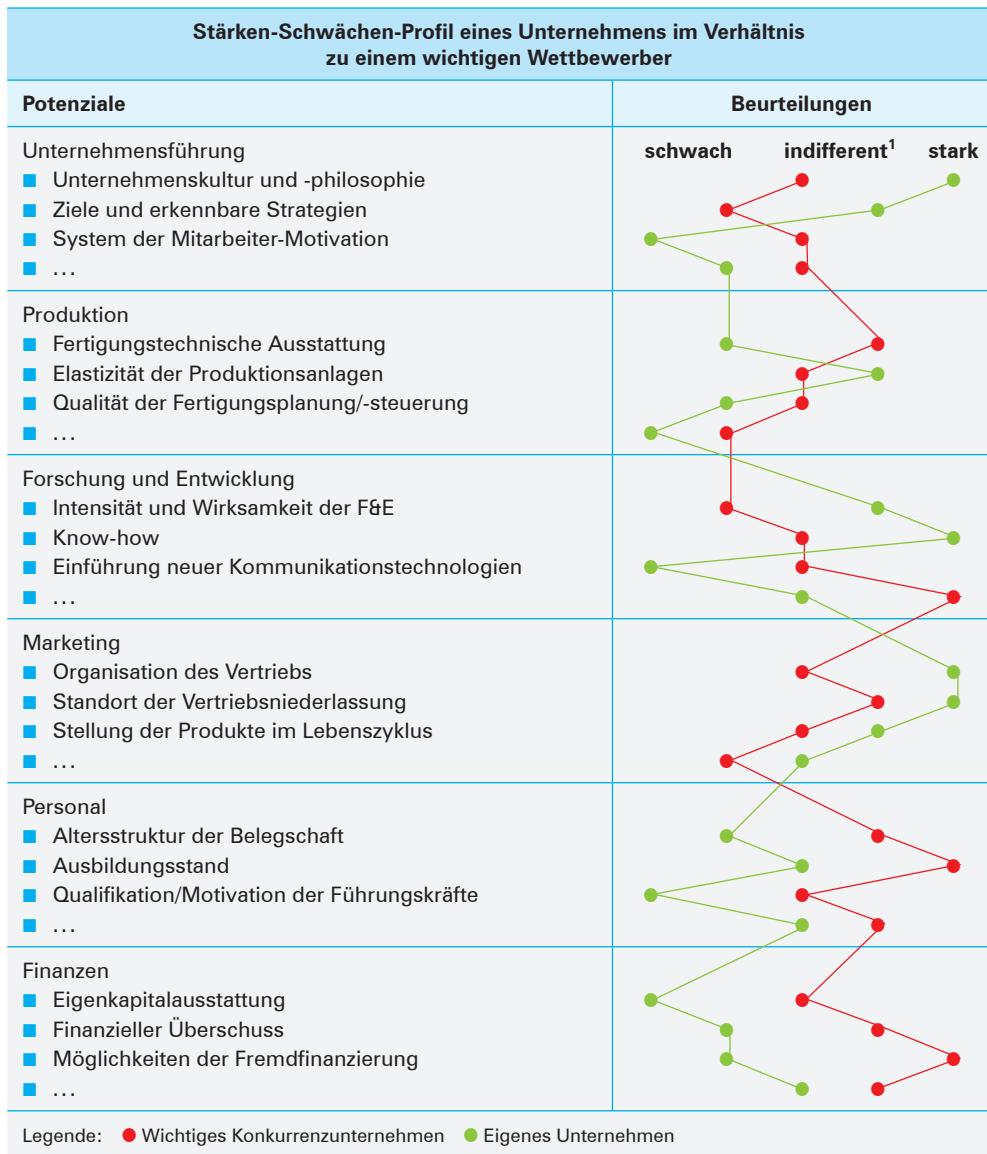 Stärken-Schwächen-Profil eines Unternehmens im Verhältnis
zu einem wichtigen Wettbewerber
Potenziale
Beurteilungen
Unternehmensführung
schwach indifferent¹ stark
■ Unternehmenskultur und -philosophie
■ Ziele und erkennbare Strategien
■ System der Mitarbeiter-Motivation
■ ...
Produktion
■ Fertigungstechnische Ausstattung
■ Elastizität der Produktionsanlagen
■ Qualität der Fertigungsplanung/-steuerung
■ ...
Forschung und Entwicklung
■ Intensität und Wirksamkeit der F&E
■ Know-how
■ Einführung neuer Kommunikationstechnologien
■ ...
Marketing
■ Organisation des Vertriebs
■ Standort der Vertriebsniederlassung
■ Stellung der Produkte im Lebenszyklus
■ ...
Personal
■ Altersstruktur der Belegschaft
■ Ausbildungsstand
■ Qualifikation/Motivation der Führungskräfte
■ ...
Finanzen
■ Eigenkapitalausstattung
■ Finanzieller Überschuss
■ Möglichkeiten der Fremdfinanzierung
■ ...
Legende: ● Wichtiges Konkurrenzunternehmen ● Eigenes Unternehmen